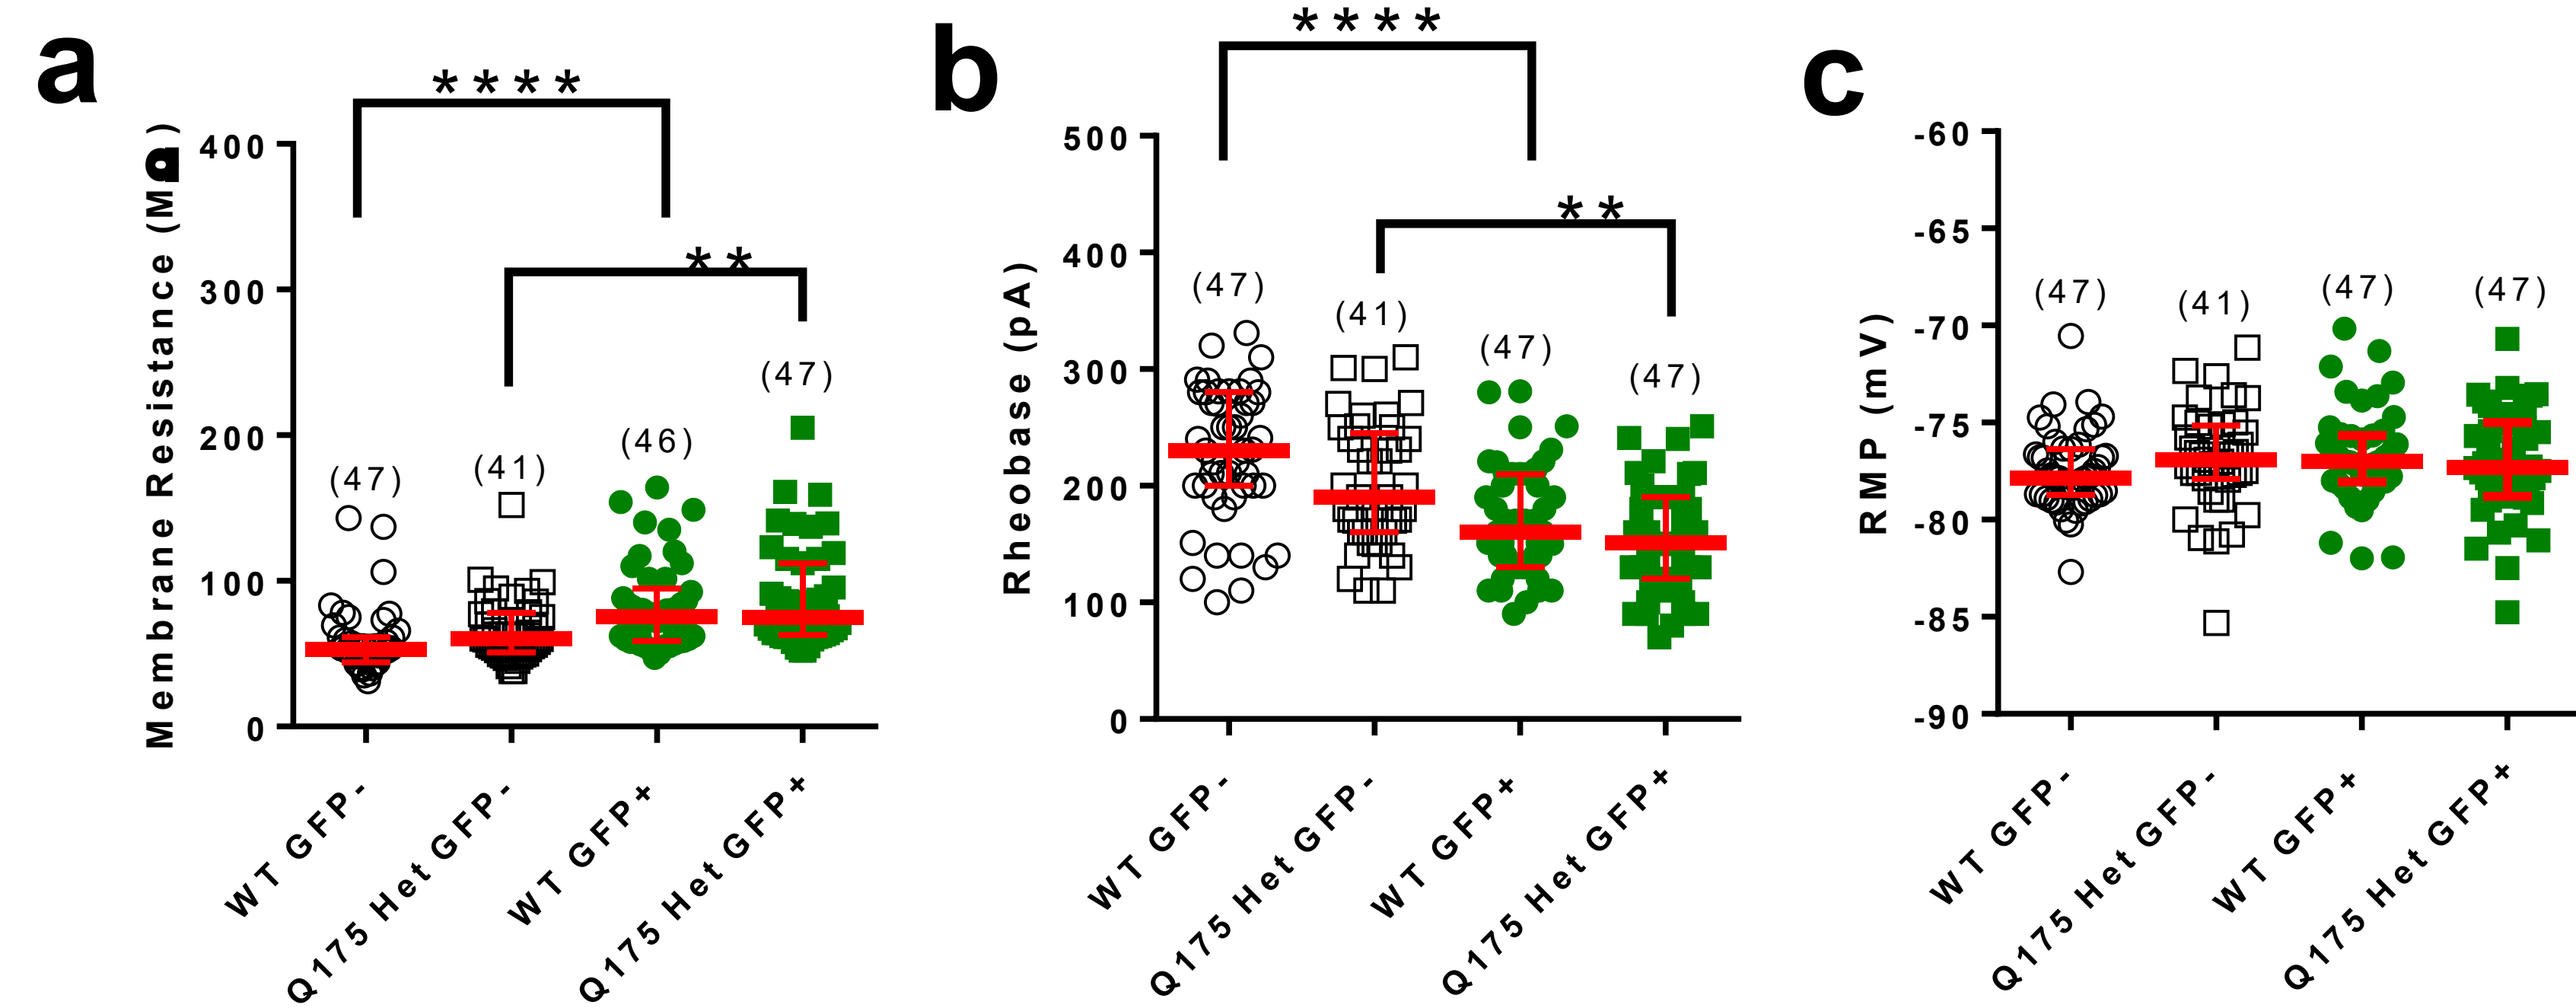 a
****
**
Membrane Resistance (MΩ)
400
300
200
100
0
(47)
(41)
(46)
(47)
WT GFP-
Q175 Het GFP-
WT GFP+
Q175 Het GFP+
b
****
**
Rheobase (pA)
500
400
300
200
100
0
(47)
(41)
(47)
(47)
WT GFP-
Q175 Het GFP-
WT GFP+
Q175 Het GFP+
c
RMP (mV)
-60
-65
-70
-75
-80
-85
-90
(47)
(41)
(47)
(47)
WT GFP-
Q175 Het GFP-
WT GFP+
Q175 Het GFP+